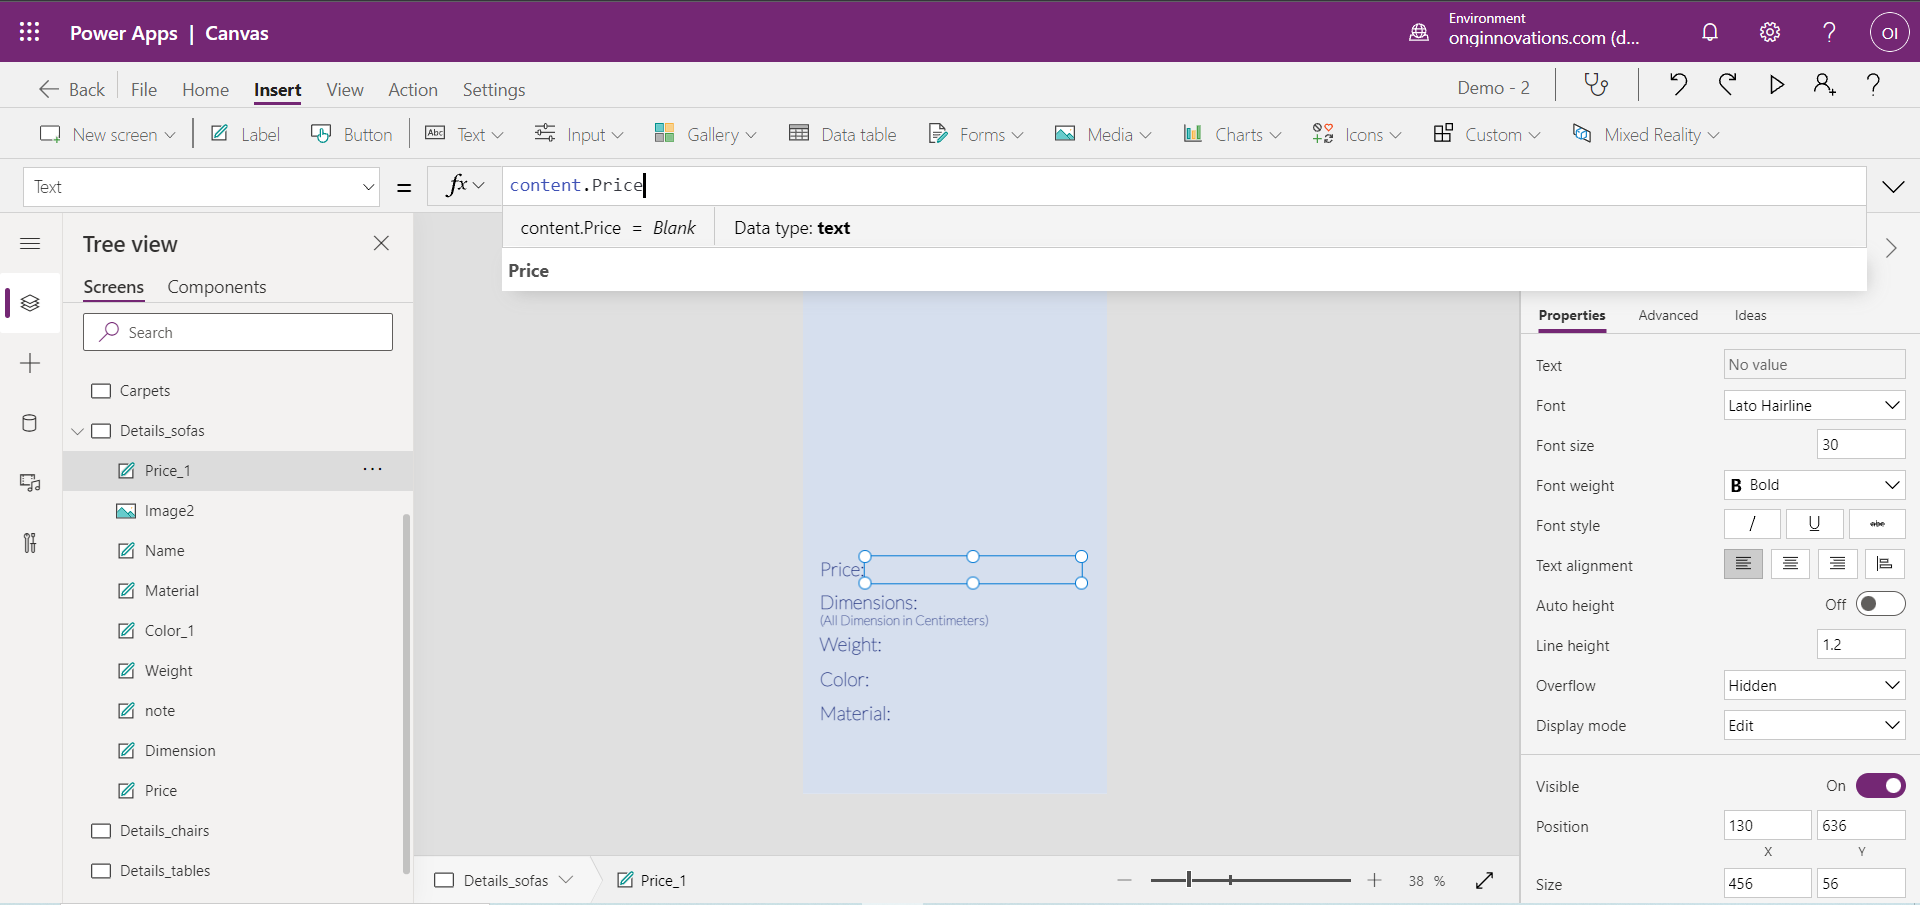 Power Apps | Canvas
Environment
onginnovations.com (d...
OI
Back
File
Home
Insert
View
Action
Settings
Demo - 2
New screen
Label
Button
Abc
Text
Input
Gallery
Data table
Forms
Media
Charts
Icons
Custom
Mixed Reality
Text
=
fx
content.Price
content.Price = Blank
Data type: text
Price
Tree view
Screens
Components
Search
Carpets
Details_sofas
Price_1
...
Image2
Name
Material
Color_1
Weight
note
Dimension
Price
Details_chairs
Details_tables
Price:
Dimensions:
(All Dimension in Centimeters)
Weight:
Color:
Material:
Details_sofas
Price_1
38 %
Properties
Advanced
Ideas
Text
No value
Font
Lato Hairline
Font size
30
Font weight
B Bold
Font style
/
U
abc
Text alignment
Auto height
Off
Line height
1.2
Overflow
Hidden
Display mode
Edit
Visible
On
Position
130
636
X
Y
Size
456
56